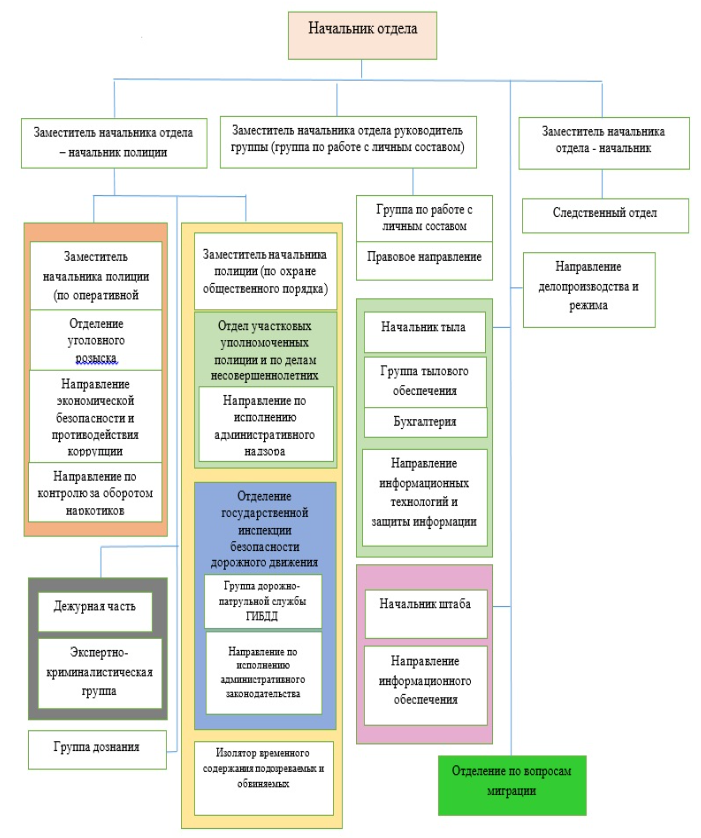 Начальник отдела
Заместитель начальника отдела
– начальник полиции
Заместитель начальника отдела руководитель
группы (группа по работе с личным составом)
Заместитель начальника
отдела - начальник
Группа по работе с
личным составом
Правовое направление
Следственный отдел
Направление
делопроизводства и
режима
Заместитель
начальника полиции
(по оперативной
Отделение
уголовного
розыска
Направление
экономической
безопасности и
противодействия
коррупции
Направление по
контролю за оборотом
наркотиков
Заместитель начальника
полиции (по охране
общественного порядка)
Отдел участковых
уполномоченных
полиции и по делам
несовершеннолетних
Направление по
исполнению
административного
надзора
Отделение
государственной
инспекции
безопасности
дорожного движения
Группа дорожно-
патрульной службы
ГИБДД
Направление по
исполнению
административного
законодательства
Изолятор временного
содержания подозреваемых и
обвиняемых
Начальник тыла
Группа тылового
обеспечения
Бухгалтерия
Направление
информационных
технологий и
защиты информации
Начальник штаба
Направление
информационного
обеспечения
Дежурная часть
Экспертно-
криминалистическая
группа
Группа дознания
Отделение по вопросам
миграции